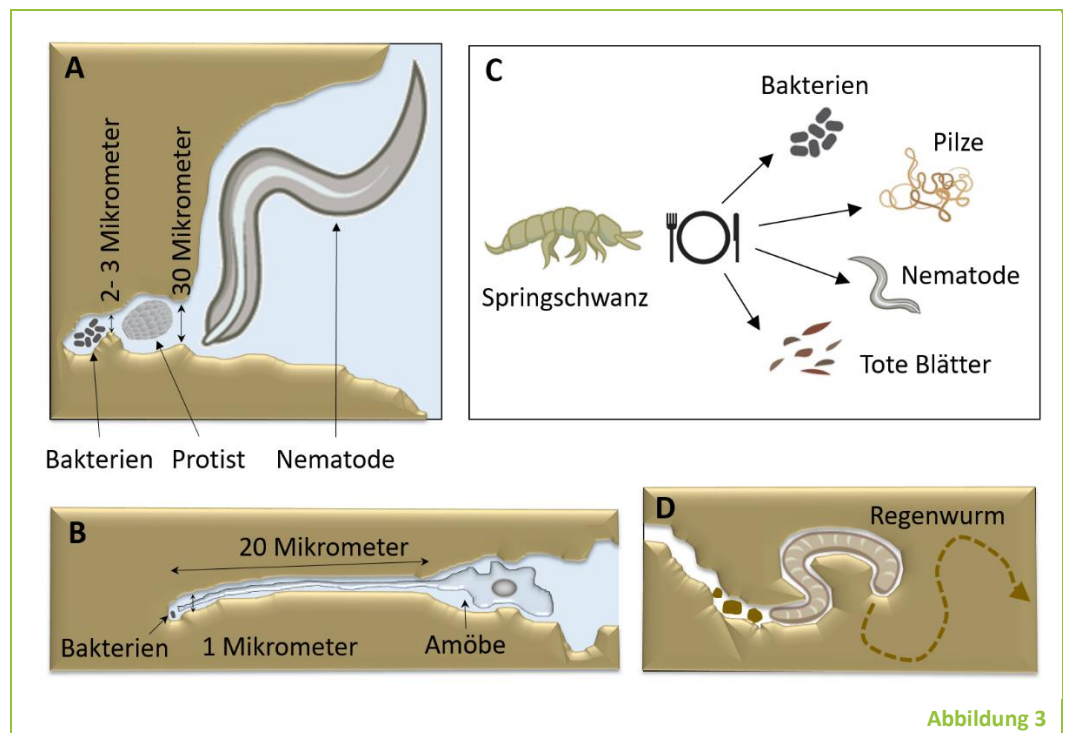 A
2- 3 Mikrometer
30 Mikrometer
Bakterien
Protist
Nematode
B
20 Mikrometer
Bakterien
1 Mikrometer
Amöbe
C
Bakterien
Pilze
Springschwanz
Nematode
Tote Blätter
D
Regenwurm
Abbildung 3